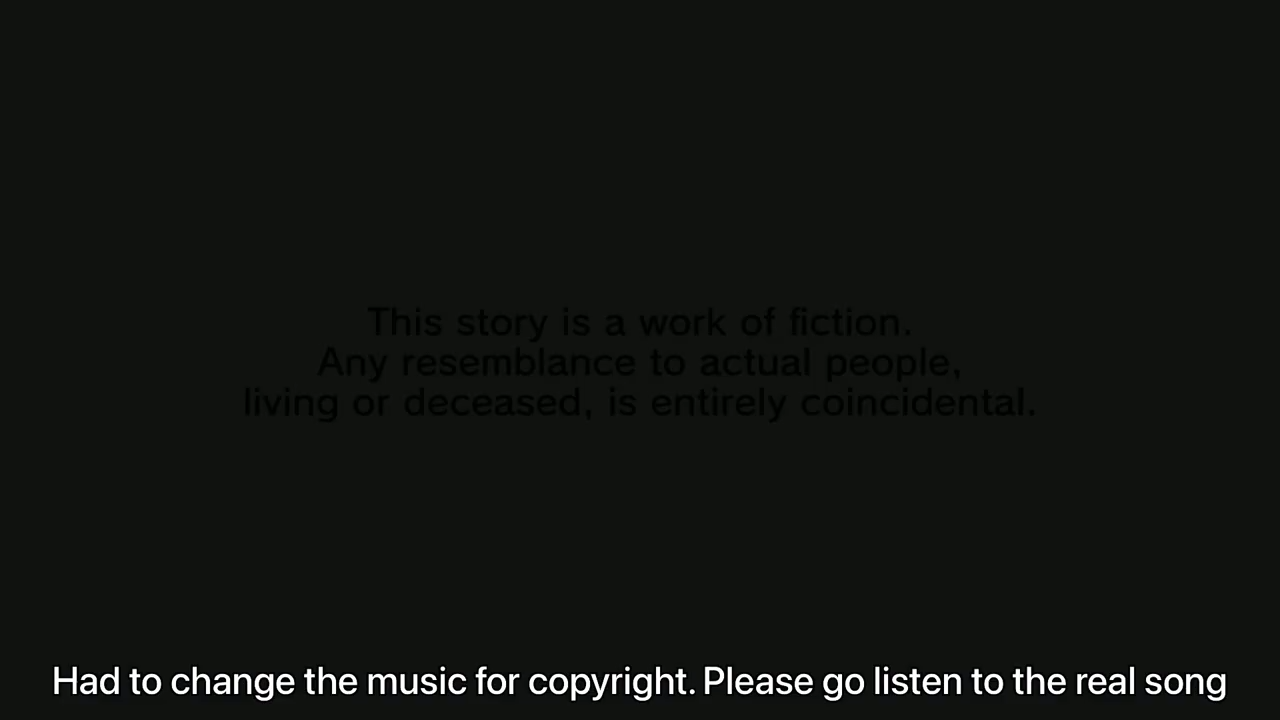 This story is a work of fiction.
Any resemblance to actual people,
living or deceased, is entirely coincidental.
Had to change the music for copyright. Please go listen to the real song